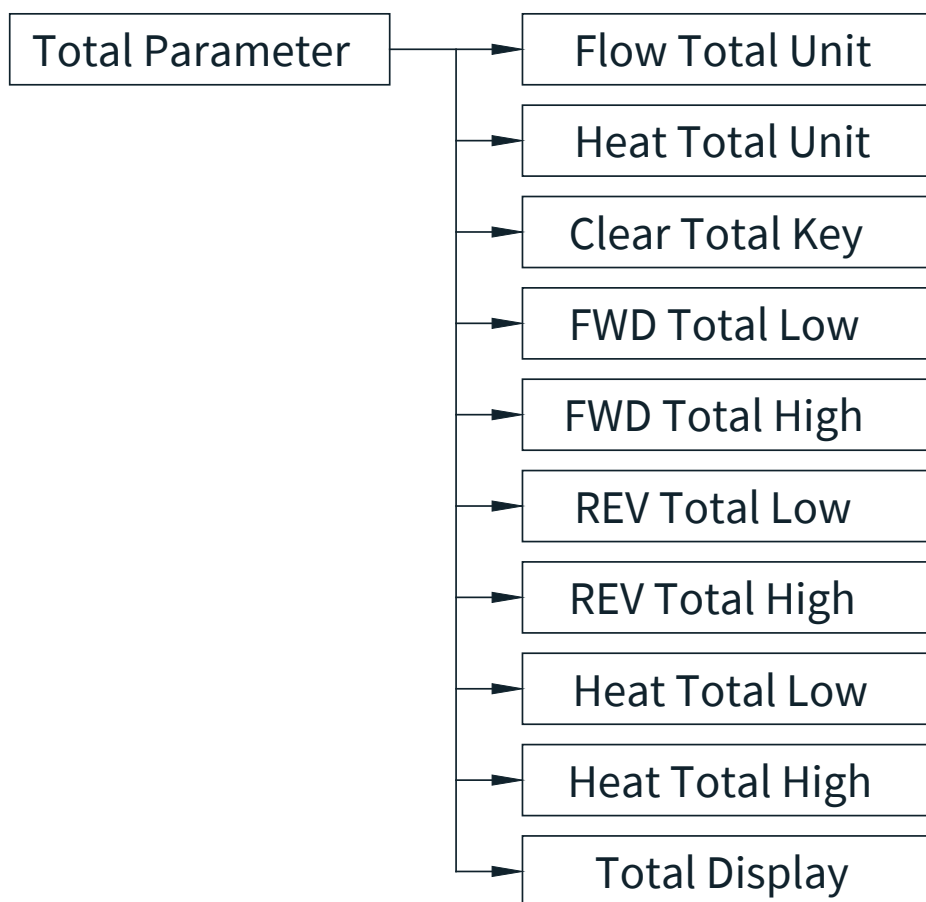 Total Parameter
Flow Total Unit
Heat Total Unit
Clear Total Key
FWD Total Low
FWD Total High
REV Total Low
REV Total High
Heat Total Low
Heat Total High
Total Display